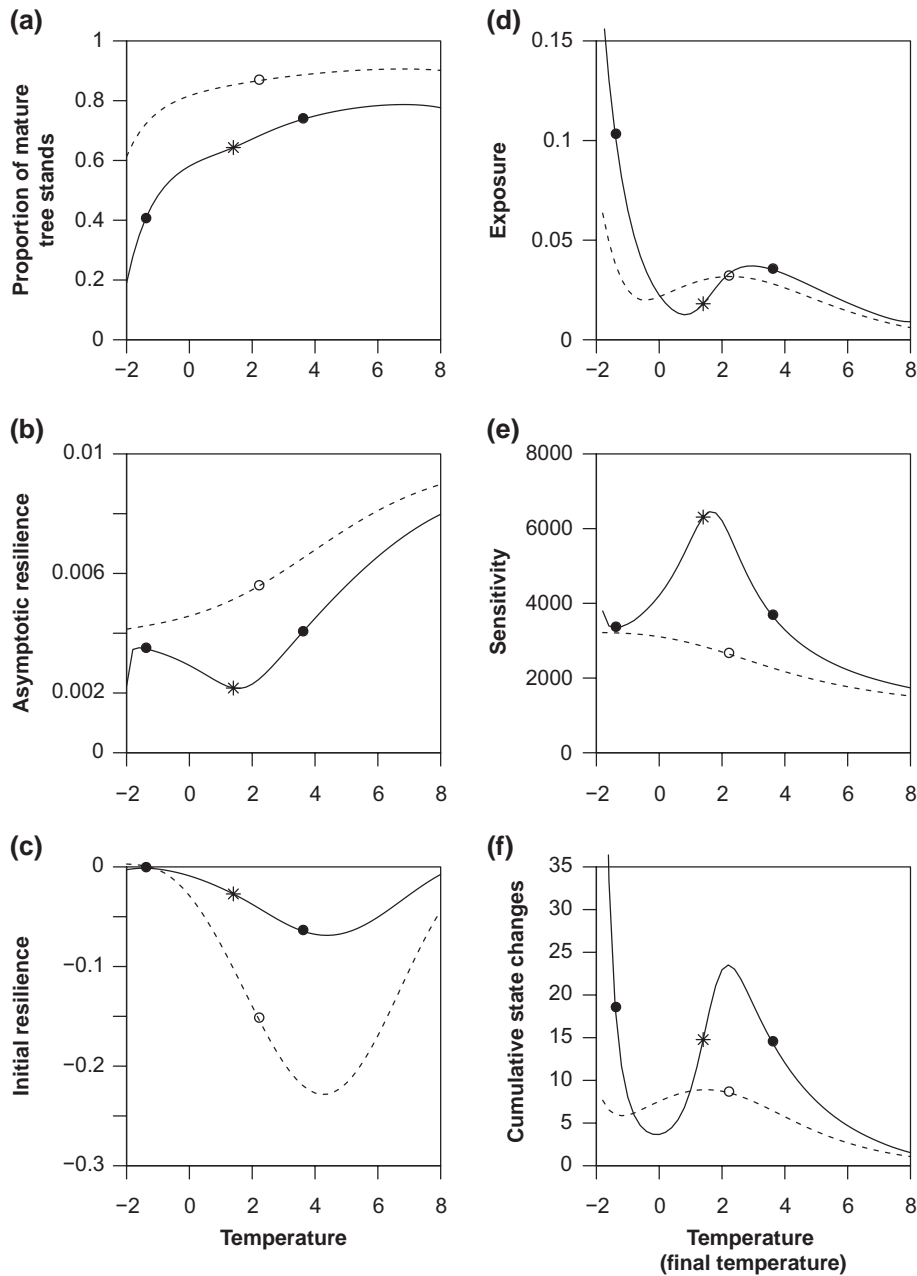 (a)
1
0.8
0.6
0.4
0.2
0
−2 0 2 4 6 8
Proportion of mature
tree stands
(b)
0.01
0.006
0.002
0
−2 0 2 4 6 8
Asymptotic resilience
(c)
0
−0.1
−0.2
−0.3
−2 0 2 4 6 8
Initial resilience
Temperature
(d)
0.15
0.1
0.05
0
−2 0 2 4 6 8
Exposure
(e)
8000
6000
4000
2000
0
−2 0 2 4 6 8
Sensitivity
(f)
35
30
25
20
15
10
5
0
−2 0 2 4 6 8
Cumulative state changes
Temperature
(final temperature)